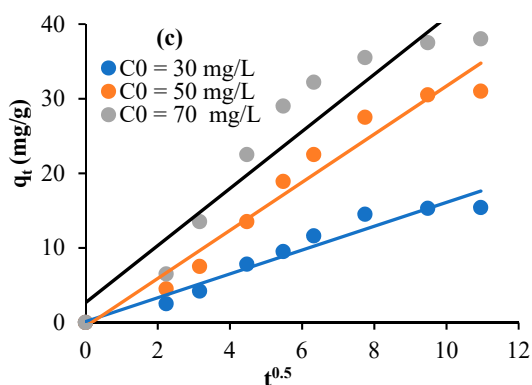 (c)
C0 = 30 mg/L
C0 = 50 mg/L
C0 = 70 mg/L
40
30
20
10
0
qt (mg/g)
0 2 4 6 8 10 12
t^0.5